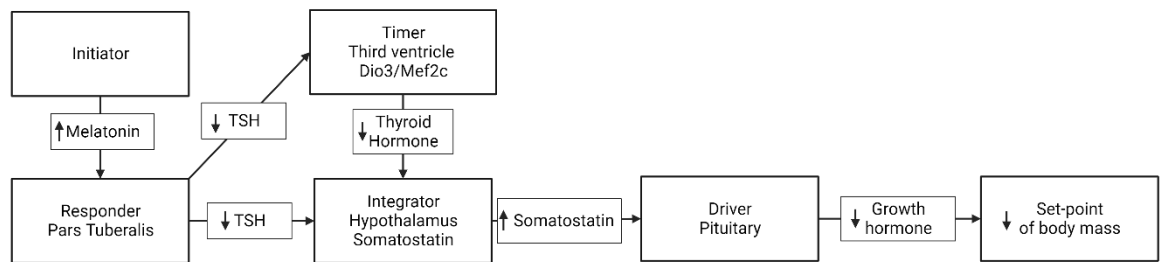 Initiator
↑ Melatonin
Responder
Pars Tuberalis
↓ TSH
Timer
Third ventricle
Dio3/Mef2c
↓ Thyroid
Hormone
↓ TSH
Integrator
Hypothalamus
Somatostatin
↑ Somatostatin
Driver
Pituitary
↓ Growth
hormone
↓ Set-point
of body mass